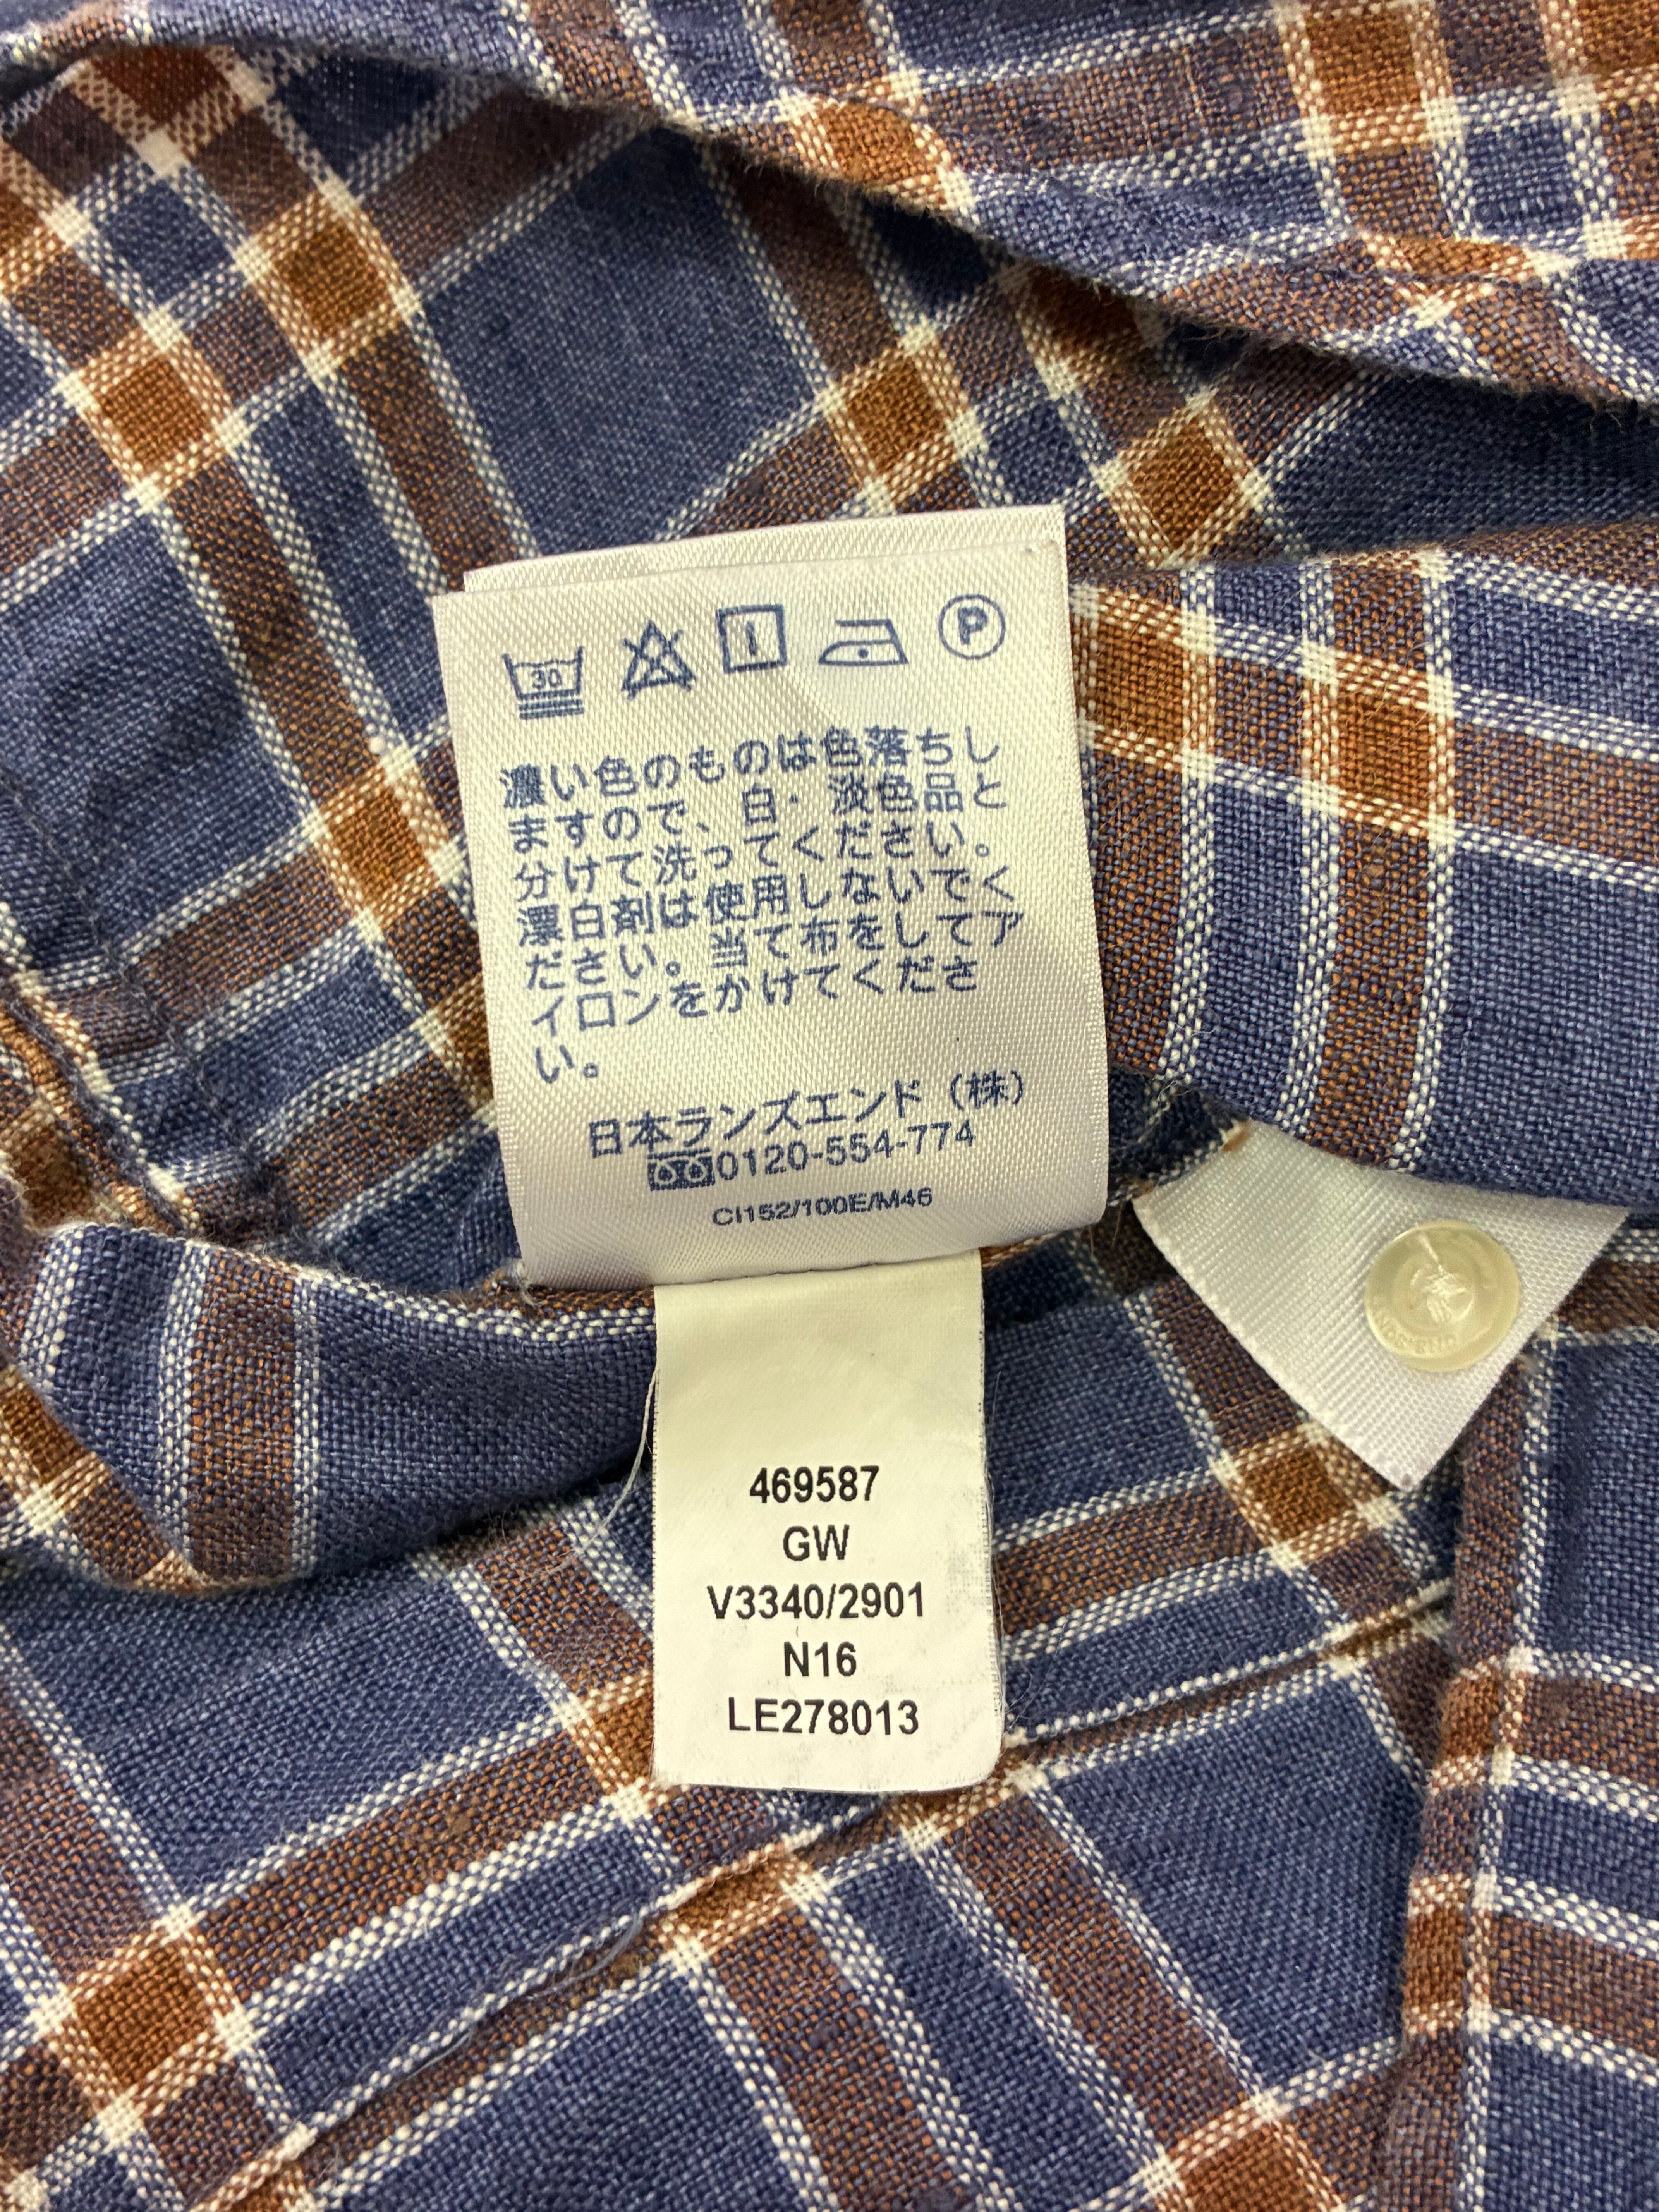 30
P
濃い色のものは色落ちし
ますので、白・淡色品と
分けて洗ってください。
漂白剤は使用しないでく
ださい。当て布をしてア
イロンをかけてくださ
い。
日本ランズエンド（株）
0120-554-774
CI152/100E/M46
469587
GW
V3340/2901
N16
LE278013